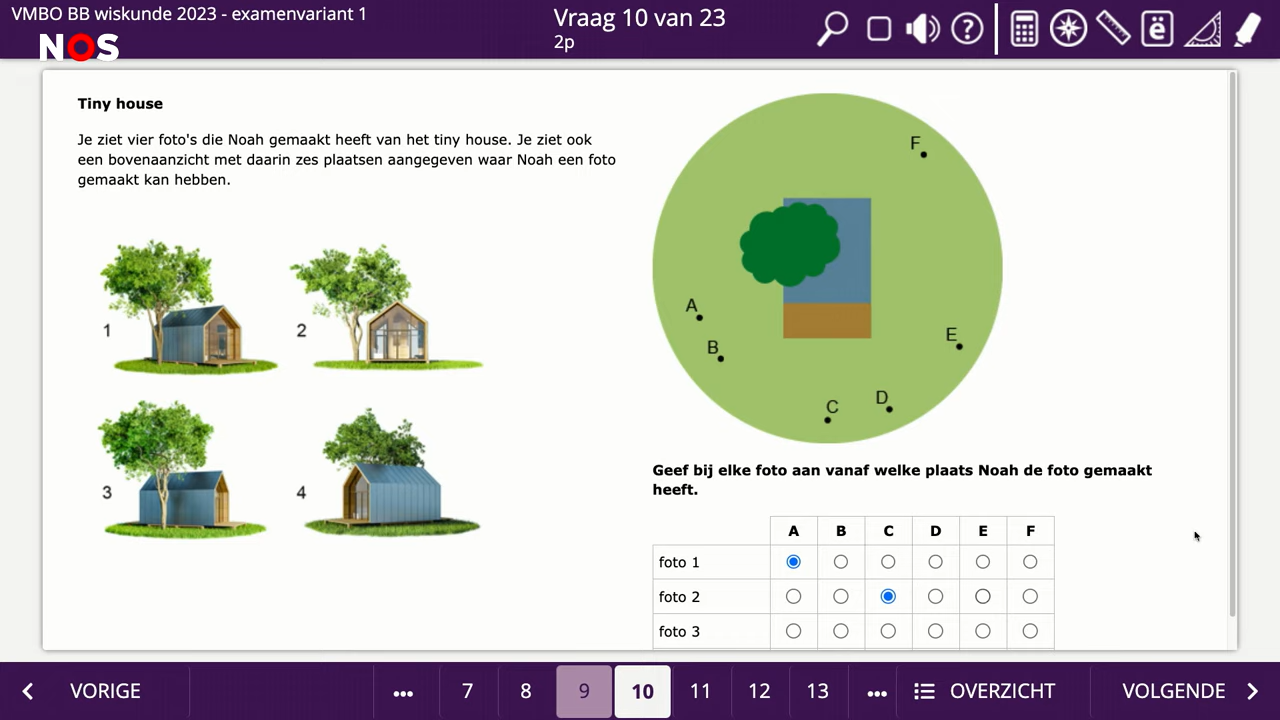 VMBO BB wiskunde 2023 - examenvariant 1
NOS
Vraag 10 van 23
2p
Tiny house
Je ziet vier foto's die Noah gemaakt heeft van het tiny house. Je ziet ook
een bovenaanzicht met daarin zes plaatsen aangegeven waar Noah een foto
gemaakt kan hebben.
1
2
3
4
F
A
B
E
D
C
Geef bij elke foto aan vanaf welke plaats Noah de foto gemaakt
heeft.
A B C D E F
foto 1
foto 2
foto 3
VORIGE ... 7 8 9 10 11 12 13 ... OVERZICHT VOLGENDE